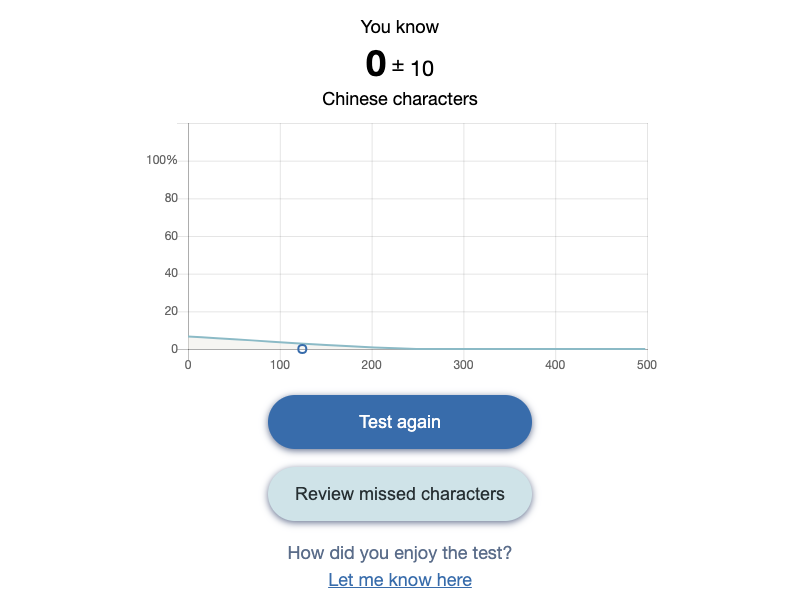 You know
0 ± 10
Chinese characters
100%
80
60
40
20
0
0 100 200 300 400 500
Test again
Review missed characters
How did you enjoy the test?
Let me know here